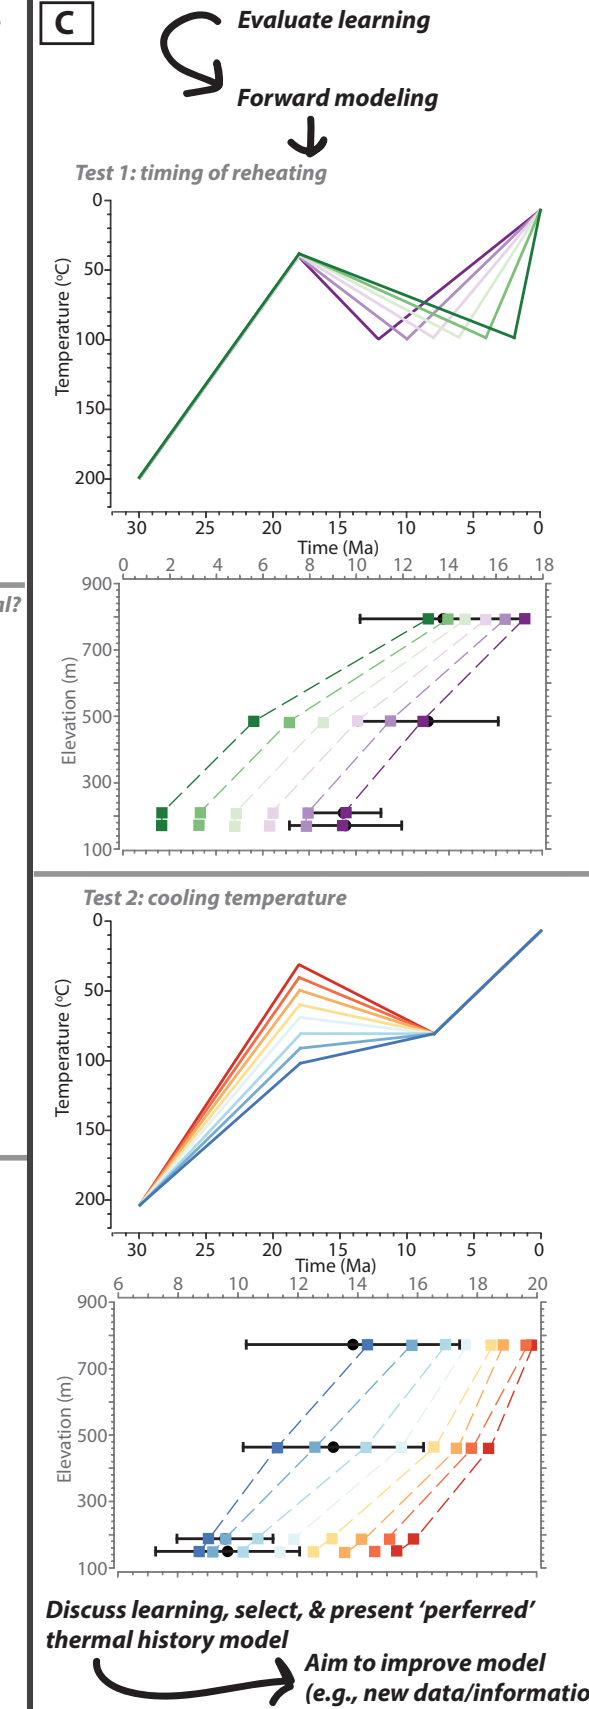 C
Evaluate learning
Forward modeling
Test 1: timing of reheating
0
50
100
150
200
Temperature (ºC)
30 25 20 15 10 5 0
Time (Ma)
0 2 4 6 8 10 12 14 16 18
al?
900
700
500
300
100
Elevation (m)
Test 2: cooling temperature
0
50
100
150
200
Temperature (ºC)
30 25 20 15 10 5 0
Time (Ma)
6 8 10 12 14 16 18 20
900
700
500
300
100
Elevation (m)
Discuss learning, select, & present ‘perferred’
thermal history model
Aim to improve model
(e.g., new data/informatio